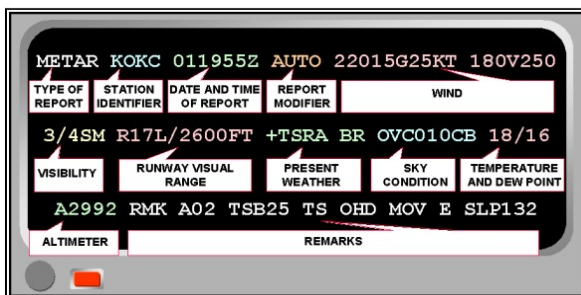 METAR KOKC 011955Z AUTO 22015G25KT 180V250
TYPE OF REPORT STATION IDENTIFIER DATE AND TIME OF REPORT REPORT MODIFIER WIND
3/4SM R17L/2600FT +TSRA BR OVC010CB 18/16
VISIBILITY RUNWAY VISUAL RANGE PRESENT WEATHER SKY CONDITION TEMPERATURE AND DEW POINT
A2992 RMK A02 TSB25 TS OHD MOV E SLP132
ALTIMETER REMARKS